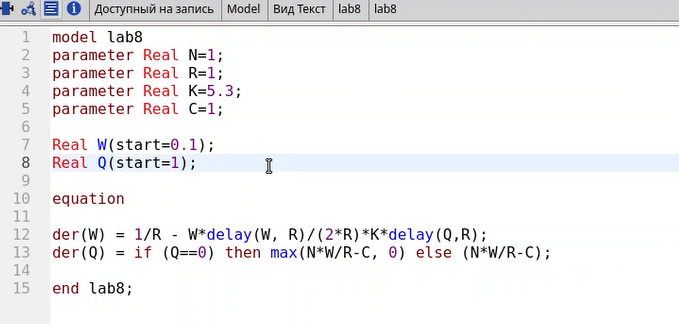 Доступный на запись Model Вид Текст lab8 lab8
1 model lab8
2 parameter Real N=1;
3 parameter Real R=1;
4 parameter Real K=5.3;
5 parameter Real C=1;
6
7 Real W(start=0.1);
8 Real Q(start=1);
9
10 equation
11
12 der(W) = 1/R - W*delay(W, R)/(2*R)*K*delay(Q,R);
13 der(Q) = if (Q==0) then max(N*W/R-C, 0) else (N*W/R-C);
14
15 end lab8;